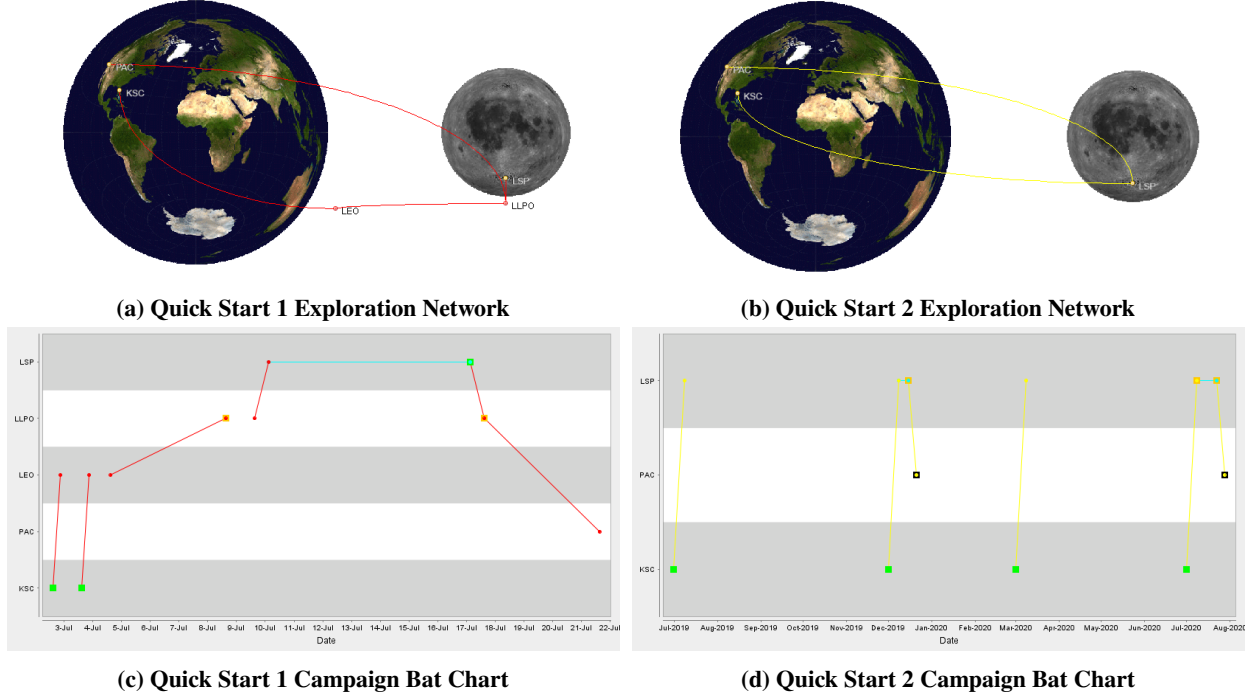 PAC
KSC
LSP
LEO
LLPO
PAC
KSC
LSP
(a) Quick Start 1 Exploration Network
(b) Quick Start 2 Exploration Network
LSP
LLPO
LEO
PAC
KSC
3-Jul 4-Jul 5-Jul 6-Jul 7-Jul 8-Jul 9-Jul 10-Jul 11-Jul 12-Jul 13-Jul 14-Jul 15-Jul 16-Jul 17-Jul 18-Jul 19-Jul 20-Jul 21-Jul 22-Jul
Date
LSP
PAC
KSC
Jul-2019 Aug-2019 Sep-2019 Oct-2019 Nov-2019 Dec-2019 Jan-2020 Feb-2020 Mar-2020 Apr-2020 May-2020 Jun-2020 Jul-2020 Aug-2020
Date
(c) Quick Start 1 Campaign Bat Chart
(d) Quick Start 2 Campaign Bat Chart